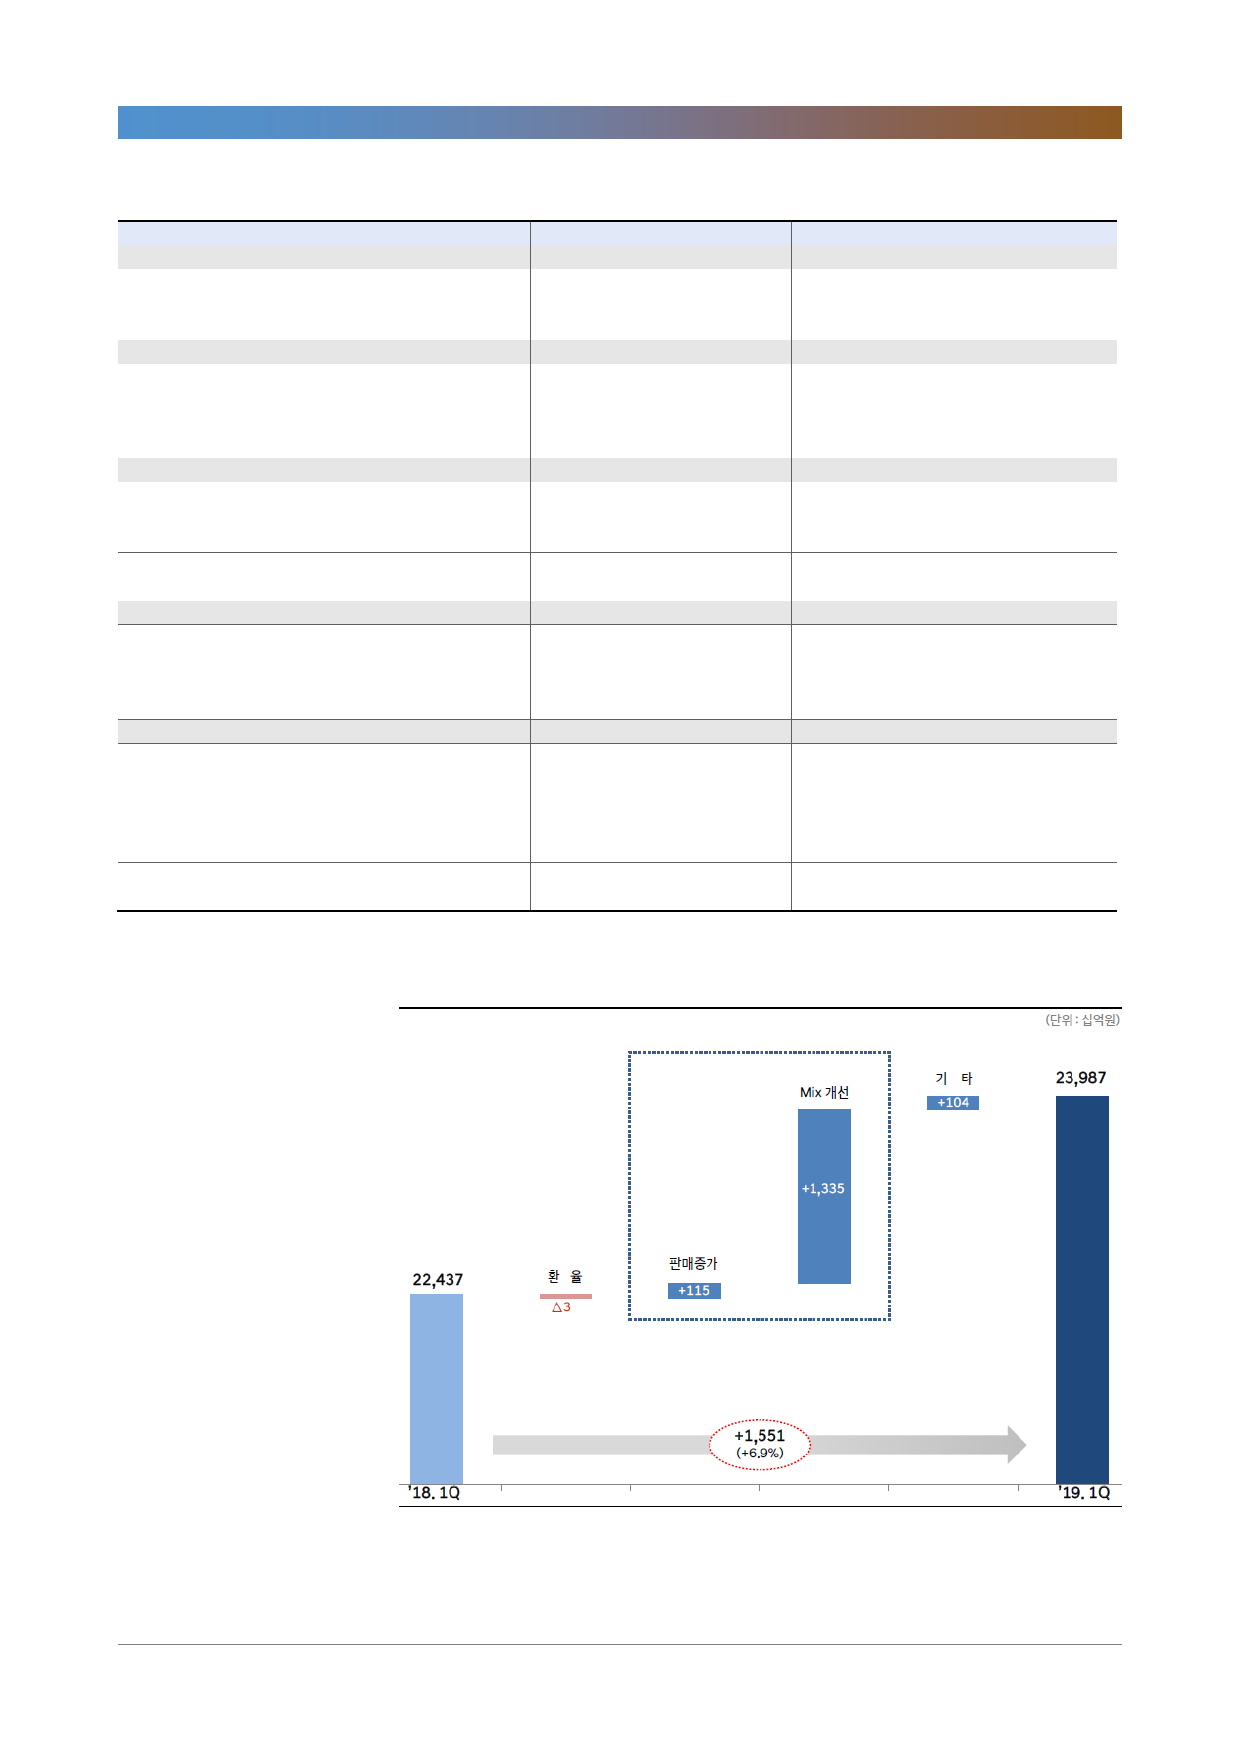 (단위 : 십억원)
기 타
23,987
Mix 개선
+104
+1,335
판매증가
환 율
22,437
+115
△3
+1,551
(+6.9%)
'18. 1Q
'19. 1Q